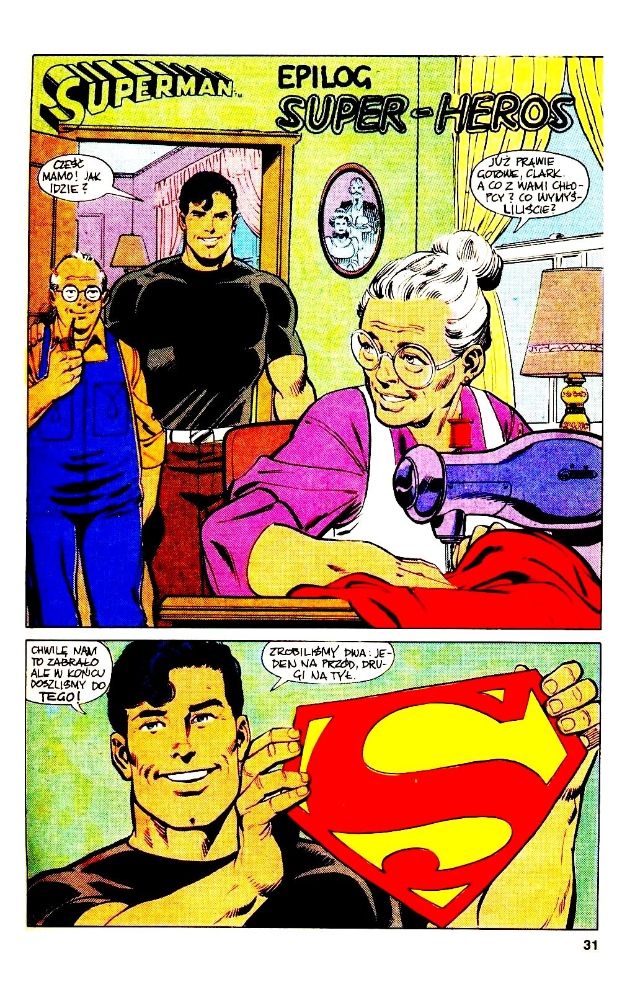 SUPERMAN™
EPILOG
SUPER-HEROS
CZEŚĆ
MAMO! JAK
IDZIE?
JUŻ PRAWIE
GOTOWE, CLARK.
A CO Z WAMI CHŁO-
PCY? CO WYMYŚ-
LILIŚCIE?
CHWILĘ NAM
TO ZABRAŁO
ALE W KOŃCU
DOSZLIŚMY DO
TEGO!
ZROBILIŚMY DWA: JE-
DEN NA PRZÓD, DRU-
GI NA TYŁ.
S
31